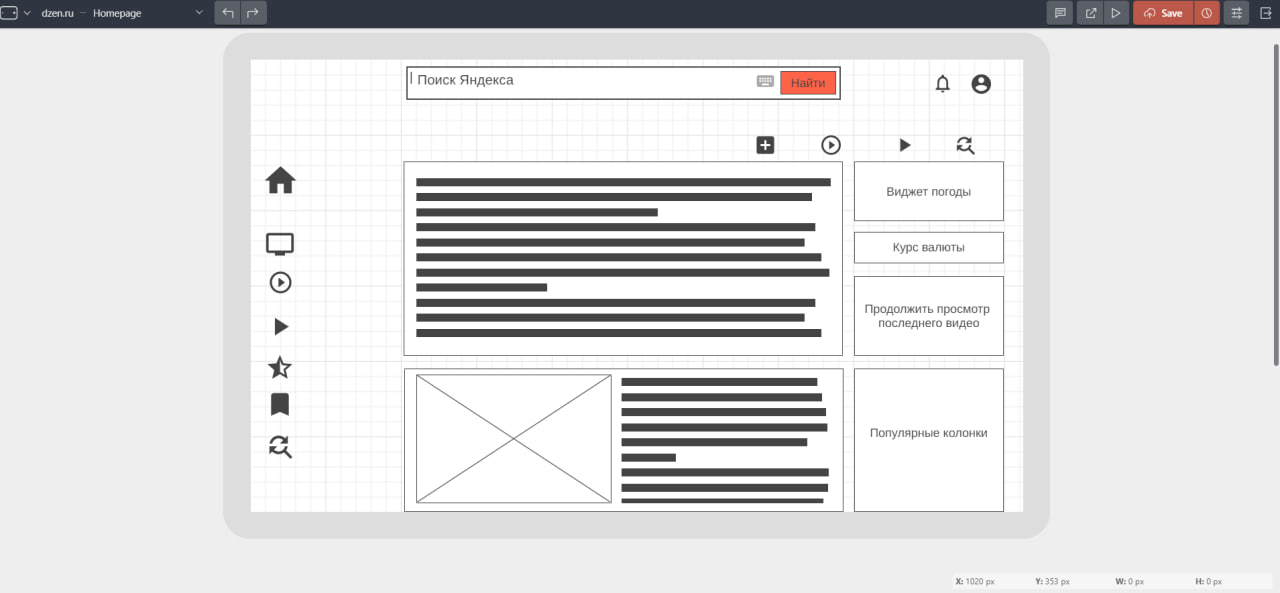 dzen.ru – Homepage
Save
Поиск Яндекса
Найти
Виджет погоды
Курс валюты
Продолжить просмотр
последнего видео
Популярные колонки
X: 1020 px Y: 353 px W: 0 px H: 0 px